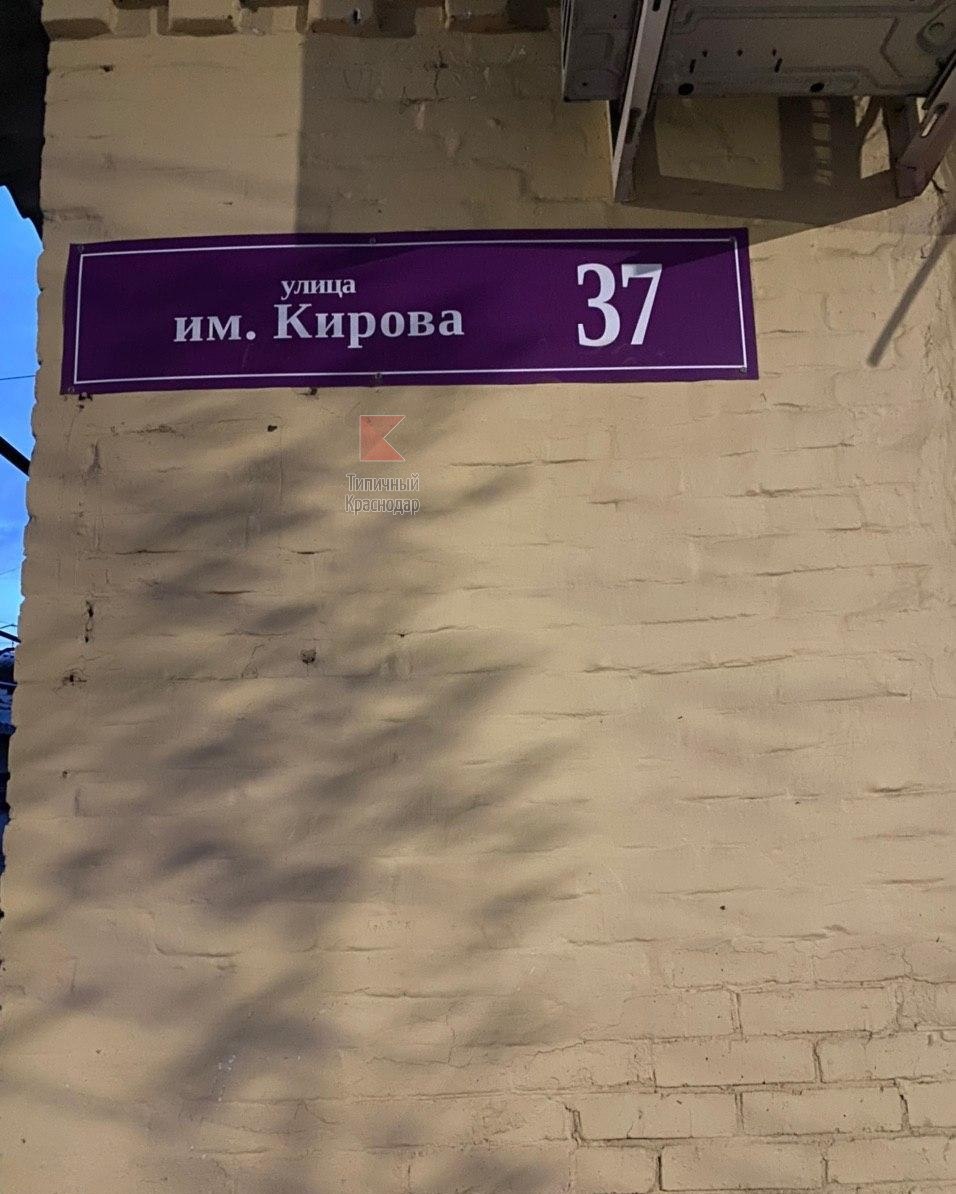 улица
им. Кирова
37
Типичный
Краснодар